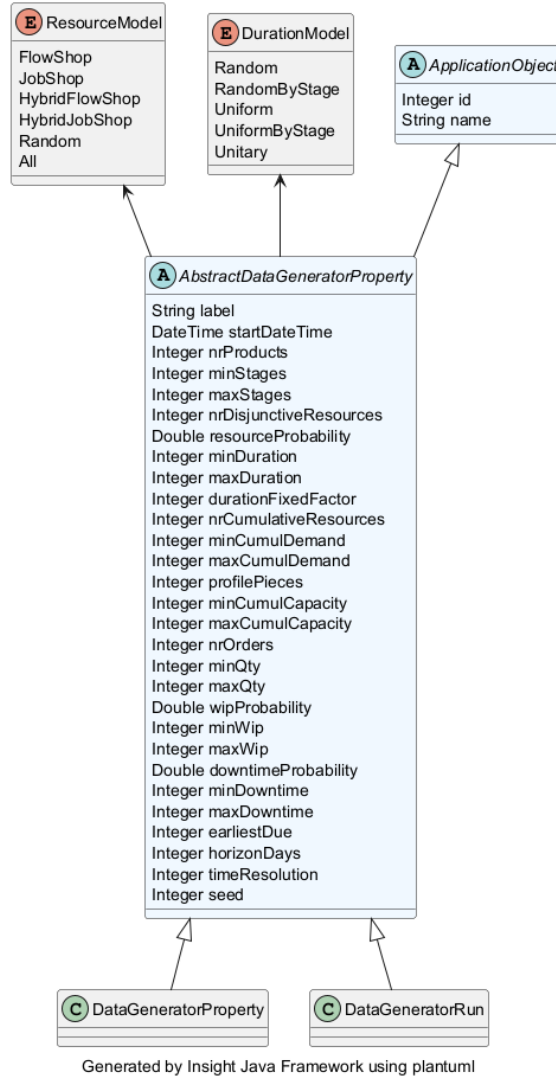 E ResourceModel
FlowShop
JobShop
HybridFlowShop
HybridJobShop
Random
All
E DurationModel
Random
RandomByStage
Uniform
UniformByStage
Unitary
A ApplicationObject
Integer id
String name
A AbstractDataGeneratorProperty
String label
DateTime startDateTime
Integer nrProducts
Integer minStages
Integer maxStages
Integer nrDisjunctiveResources
Double resourceProbability
Integer minDuration
Integer maxDuration
Integer durationFixedFactor
Integer nrCumulativeResources
Integer minCumulDemand
Integer maxCumulDemand
Integer profilePieces
Integer minCumulCapacity
Integer maxCumulCapacity
Integer nrOrders
Integer minQty
Integer maxQty
Double wipProbability
Integer minWip
Integer maxWip
Double downtimeProbability
Integer minDowntime
Integer maxDowntime
Integer earliestDue
Integer horizonDays
Integer timeResolution
Integer seed
C DataGeneratorProperty
C DataGeneratorRun
Generated by Insight Java Framework using plantuml